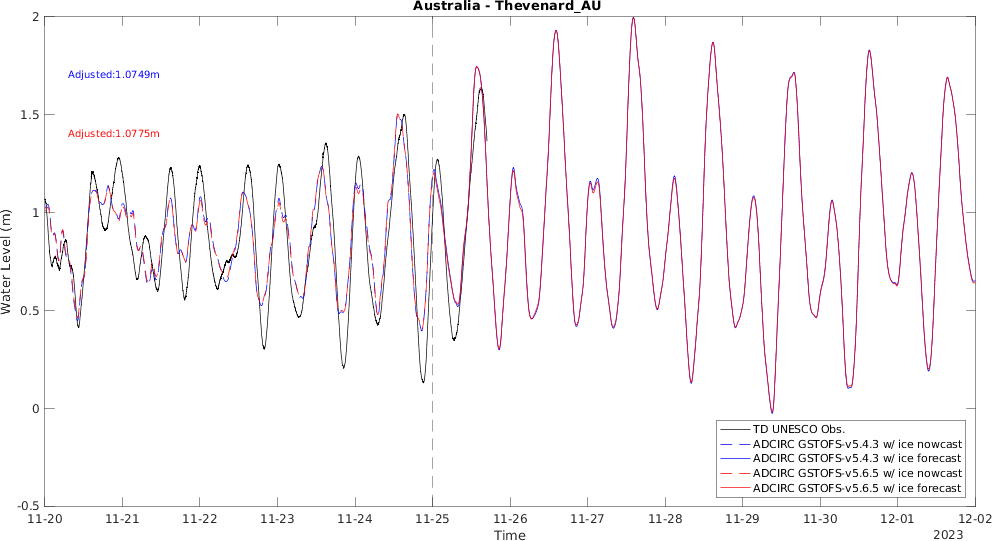 Australia - Thevenard_AU
Adjusted:1.0749m
Adjusted:1.0775m
Water Level (m)
2
1.5
1
0.5
0
-0.5
TD UNESCO Obs.
ADCIRC GSTOFS-v5.4.3 w/ ice nowcast
ADCIRC GSTOFS-v5.4.3 w/ ice forecast
ADCIRC GSTOFS-v5.6.5 w/ ice nowcast
ADCIRC GSTOFS-v5.6.5 w/ ice forecast
11-20 11-21 11-22 11-23 11-24 11-25 11-26 11-27 11-28 11-29 11-30 12-01 12-02
Time
2023